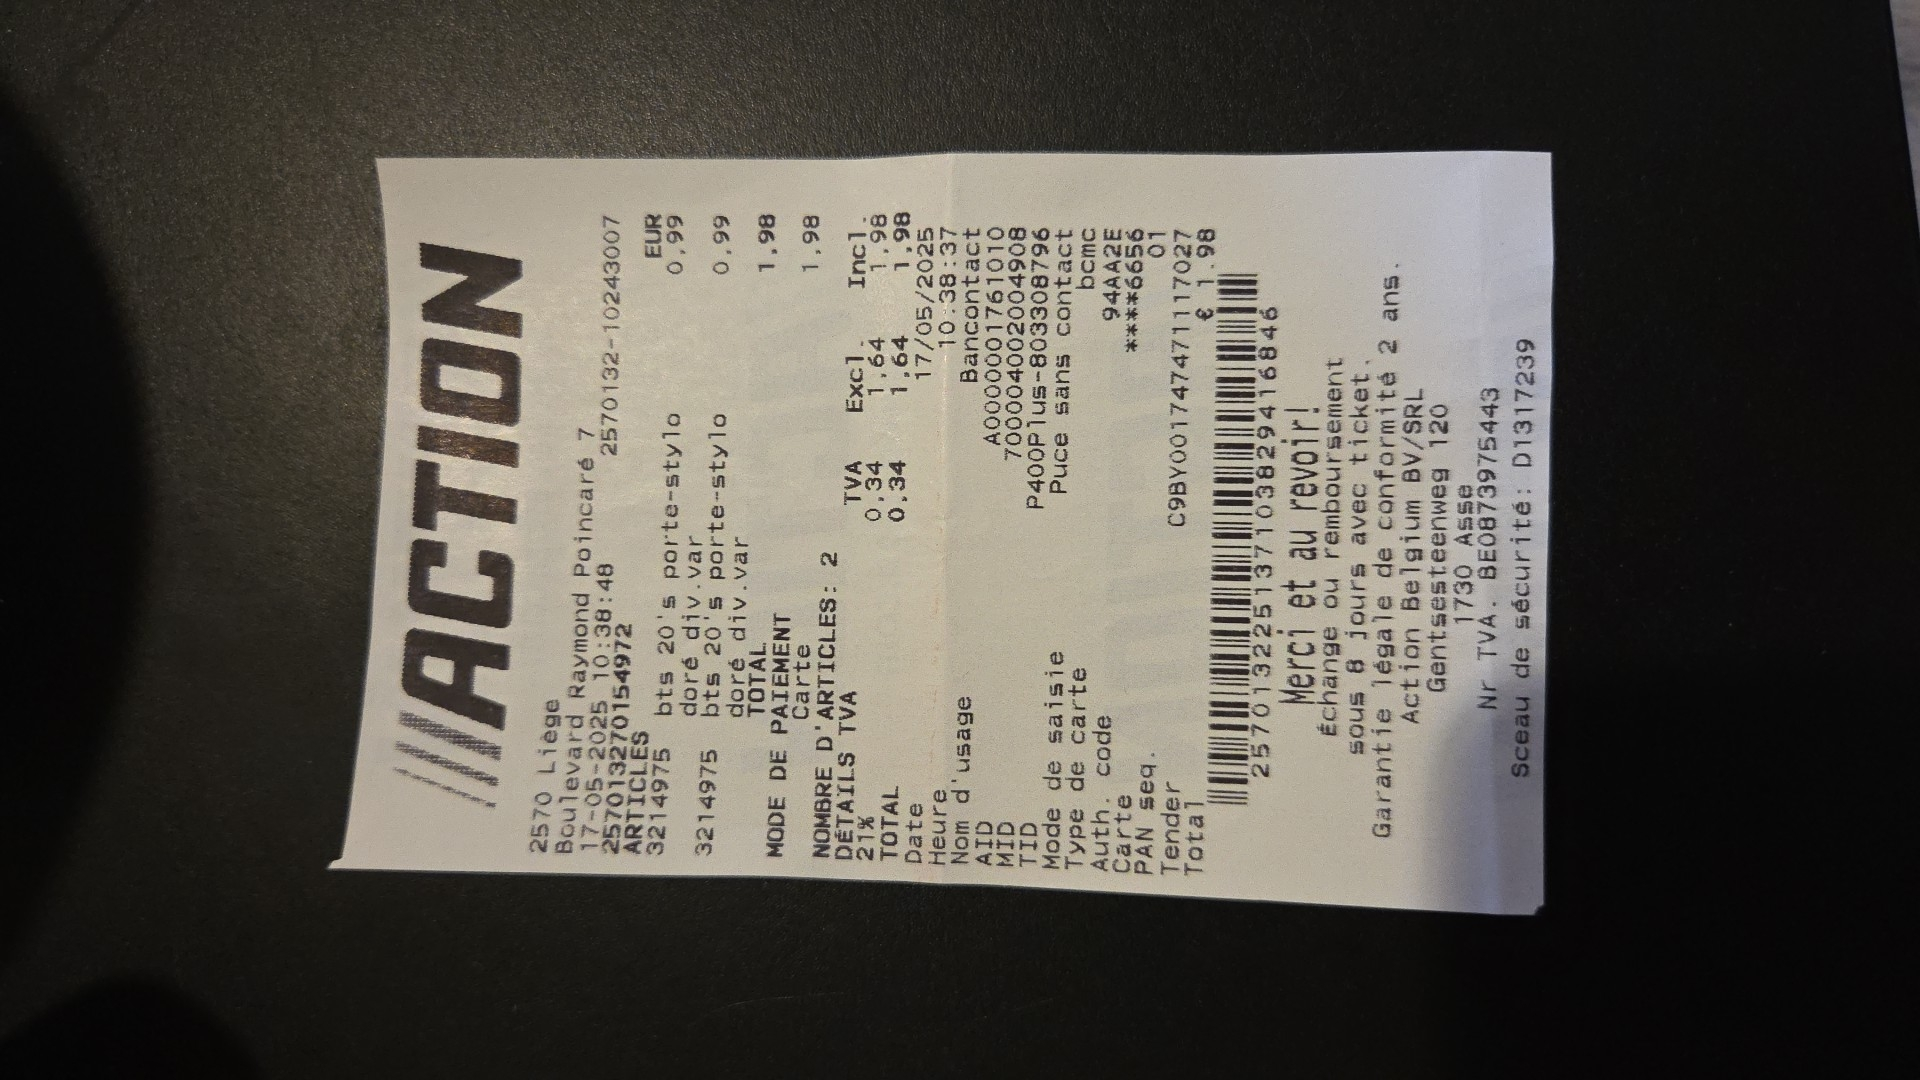 ACTION
2570 Liège
Boulevard Raymond Poincaré 7
17-05-2025 10:38:48 2570132-10243007
257013270154972
ARTICLES EUR
3214975 bts 20's porte-stylo 0,99
doré div.var
3214975 bts 20's porte-stylo 0,99
doré div.var
TOTAL 1,98
MODE DE PAIEMENT
Carte 1,98
NOMBRE D'ARTICLES: 2
DÉTAILS TVA TVA Excl. Incl.
21% 0,34 1,64 1,98
TOTAL 0,34 1,64 1,98
Date 17/05/2025
Heure 10:38:37
Nom d'usage Bancontact
AID A0000001761010
MID 700004002004908
TID P400Plus-803308796
Mode de saisie Puce sans contact
Type de carte bcmc
Auth. code 94AA2E
Carte ****6656
PAN seq. 01
Tender C9BY001747471117027
Total € 1.98
257013225137103829416846
Merci et au revoir!
Échange ou remboursement
sous 8 jours avec ticket.
Garantie légale de conformité 2 ans.
Action Belgium BV/SRL
Gentsesteenweg 120
1730 Asse
Nr TVA. BE0873975443
Sceau de sécurité: D1317239